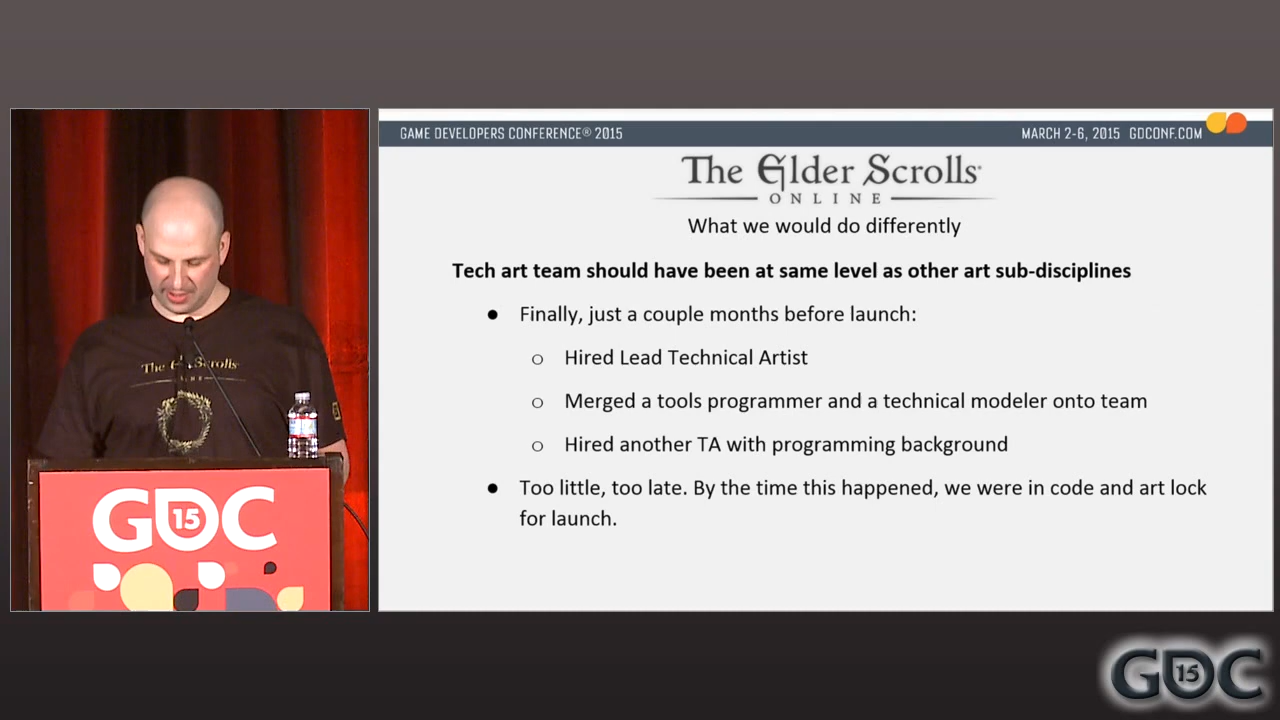 GAME DEVELOPERS CONFERENCE® 2015
MARCH 2-6, 2015 GDCONF.COM
The Elder Scrolls
ONLINE
What we would do differently
Tech art team should have been at same level as other art sub-disciplines
● Finally, just a couple months before launch:
o Hired Lead Technical Artist
o Merged a tools programmer and a technical modeler onto team
o Hired another TA with programming background
● Too little, too late. By the time this happened, we were in code and art lock
for launch.
The Scrolls
GDC
15
GDC
15